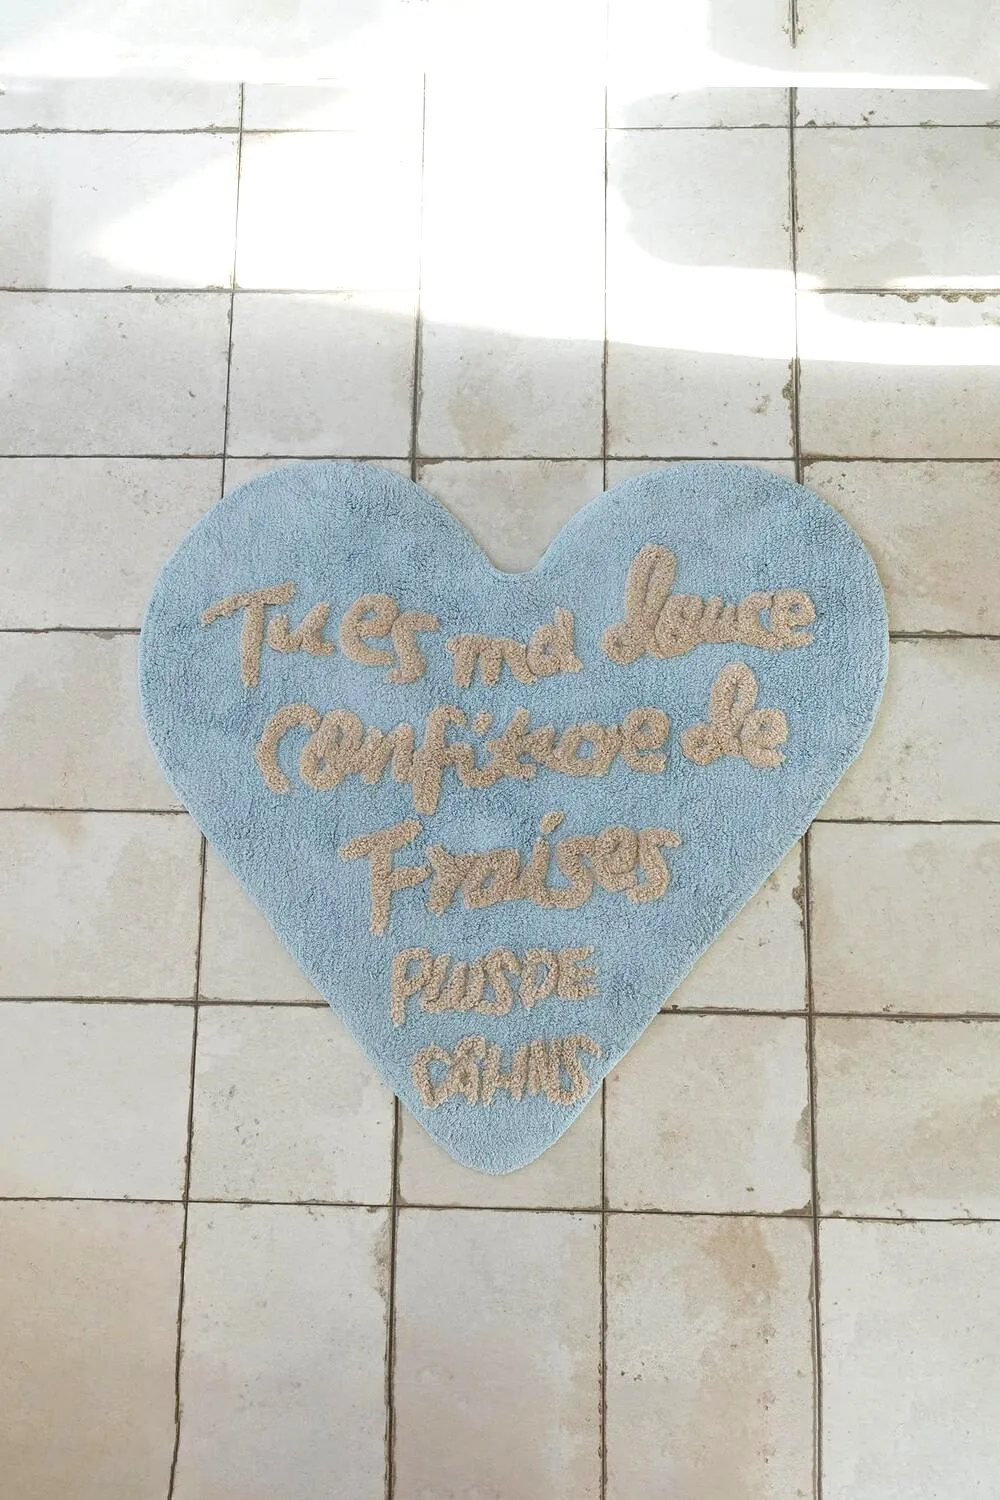 Tu es ma douce
confiture de
Fraises
PLUS DE
CÂLINS